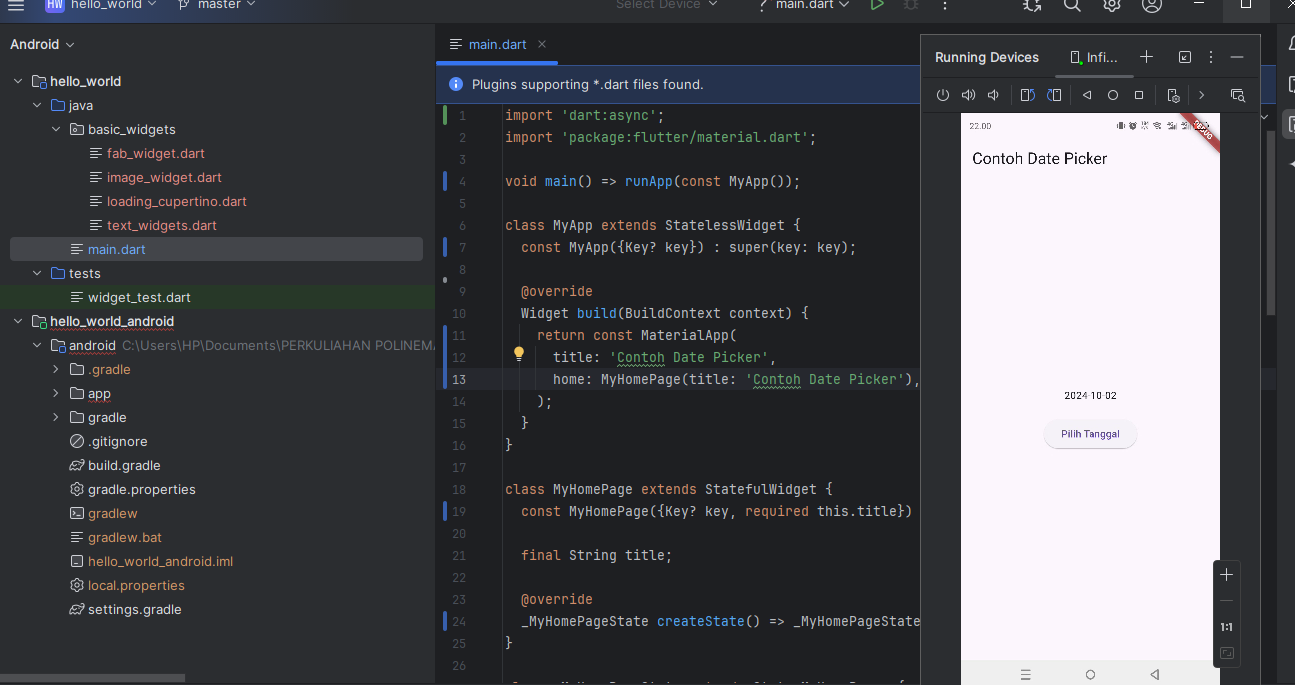 HW hello_world master Select Device main.dart
Android
hello_world
java
basic_widgets
fab_widget.dart
image_widget.dart
loading_cupertino.dart
text_widgets.dart
main.dart
tests
widget_test.dart
hello_world_android
android C:\Users\HP\Documents\PERKULIAHAN POLINEMA
.gradle
app
gradle
.gitignore
build.gradle
gradle.properties
gradlew
gradlew.bat
hello_world_android.iml
local.properties
settings.gradle
main.dart
Plugins supporting *.dart files found.
1 import 'dart:async';
2 import 'package:flutter/material.dart';
3
4 void main() => runApp(const MyApp());
5
6 class MyApp extends StatelessWidget {
7 const MyApp({Key? key}) : super(key: key);
8
9 @override
10 Widget build(BuildContext context) {
11 return const MaterialApp(
12 title: 'Contoh Date Picker',
13 home: MyHomePage(title: 'Contoh Date Picker'),
14 );
15 }
16 }
17
18 class MyHomePage extends StatefulWidget {
19 const MyHomePage({Key? key, required this.title})
20
21 final String title;
22
23 @override
24 _MyHomePageState createState() => _MyHomePageState
25 }
26
Running Devices Infi...
22.00
DEBUG
Contoh Date Picker
2024-10-02
Pilih Tanggal
1:1